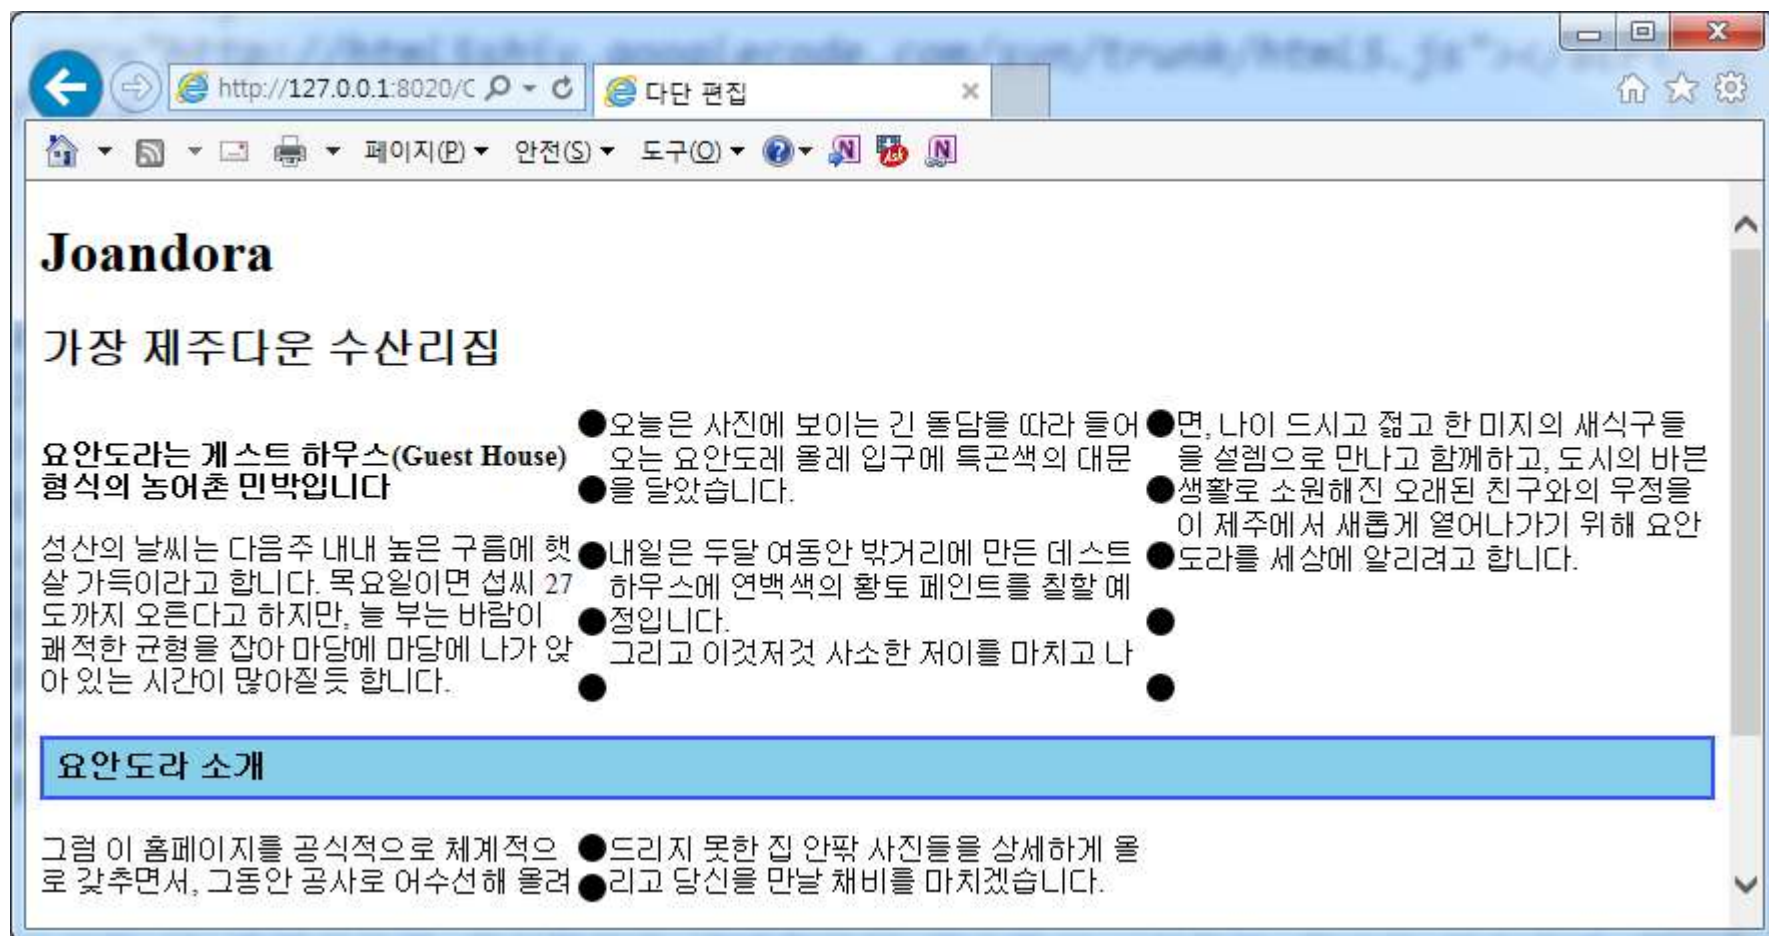 http://html5shiv.googlecode.com/svn/trunk/html5.js"></
http://127.0.0.1:8020/C
다단 편집
페이지(P) 안전(S) 도구(O)
Joandora
가장 제주다운 수산리집
요안도라는 게스트 하우스(Guest House)
형식의 농어촌 민박입니다
성산의 날씨는 다음주 내내 높은 구름에 햇
살 가득이라고 합니다. 목요일이면 섭씨 27
도까지 오른다고 하지만, 늘 부는 바람이
쾌적한 균형을 잡아 마당에 마당에 나가 앉
아 있는 시간이 많아질듯 합니다.
오늘은 사진에 보이는 긴 돌담을 따라 들어
오는 요안도레 올레 입구에 특곤색의 대문
을 달았습니다.
내일은 두달 여동안 밖거리에 만든 데스트
하우스에 연백색의 황토 페인트를 칠할 예
정입니다.
그리고 이것저것 사소한 저이를 마치고 나
면, 나이 드시고 젊고 한 미지의 새식구들
을 설렘으로 만나고 함께하고, 도시의 바쁜
생활로 소원해진 오래된 친구와의 우정을
이 제주에서 새롭게 열어나가기 위해 요안
도라를 세상에 알리려고 합니다.
요안도라 소개
그럼 이 홈페이지를 공식적으로 체계적으
로 갖추면서, 그동안 공사로 어수선해 올려
드리지 못한 집 안팎 사진들을 상세하게 올
리고 당신을 만날 채비를 마치겠습니다.